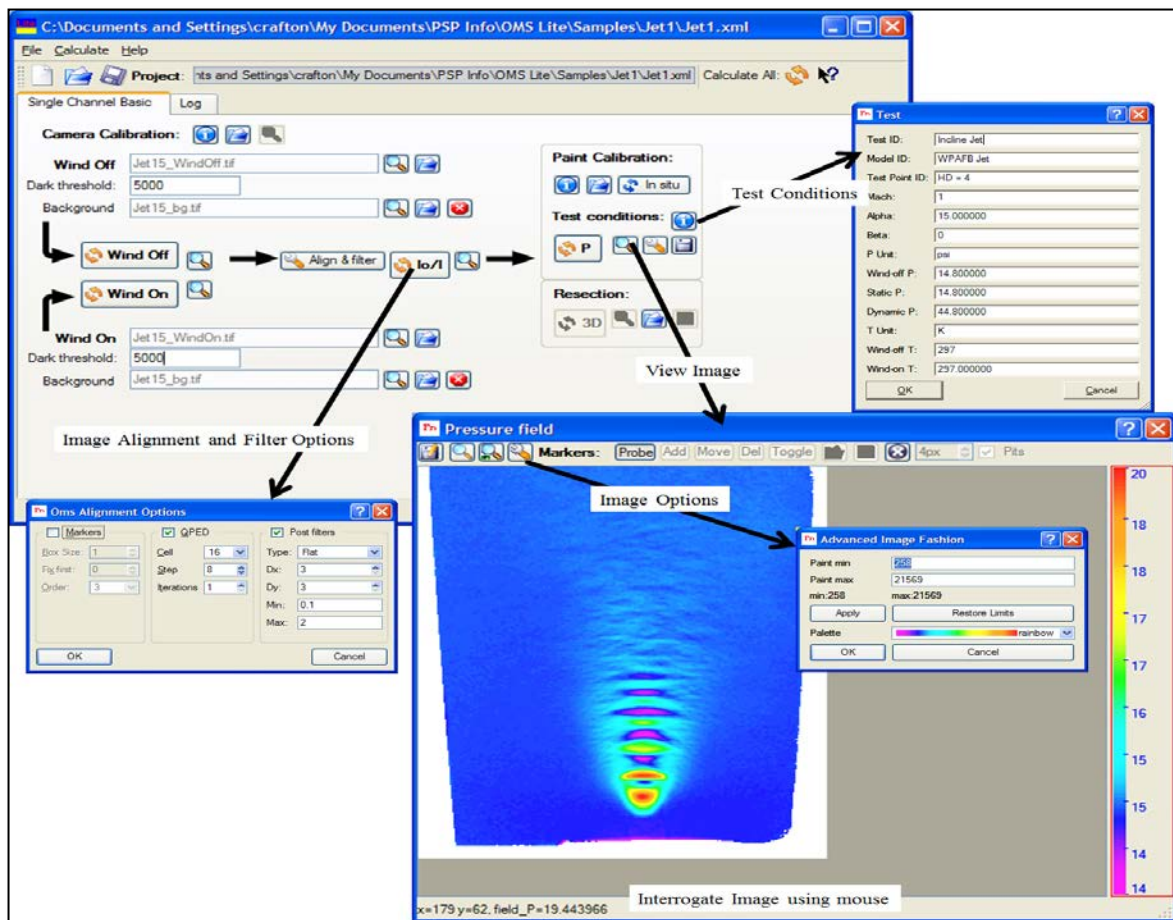 C:\Documents and Settings\crafton\My Documents\PSP Info\OMS Lite\Samples\Jet1\Jet1.xml
File Calculate Help
Project: nts and Settings\crafton\My Documents\PSP Info\OMS Lite\Samples\Jet1\Jet1.xml Calculate All:
Single Channel Basic Log
Camera Calibration:
Wind Off Jet15_WindOff.tif
Dark threshold: 5000
Background Jet15_bg.tif
Wind Off
Align & filter Io/I
Wind On
Wind On Jet15_WindOn.tif
Dark threshold: 5000
Background Jet15_bg.tif
Paint Calibration:
In situ
Test conditions:
P
Resection:
3D
Test Conditions
View Image
Image Alignment and Filter Options
Test
Test ID: Incline Jet
Model ID: WPAFB Jet
Test Point ID: HD = 4
Mach: 1
Alpha: 15.000000
Beta: 0
P Unit: psi
Wind-off P: 14.800000
Static P: 14.800000
Dynamic P: 44.800000
T Unit: K
Wind-off T: 297
Wind-on T: 297.000000
OK Cancel
Oms Alignment Options
Markers QPED Post filters
Box Size: 1 Cell 16 Type: Flat
Fix first: 0 Step 8 Dx: 3
Order: 3 Iterations 1 Dy: 3
Min: 0.1
Max: 2
OK Cancel
Pressure field
Markers: Probe Add Move Del Toggle 4px Pits
Image Options
Advanced Image Fashion
Paint min 258
Paint max 21569
min:258 max:21569
Apply Restore Limits
Palette rainbow
OK Cancel
20
18
18
17
17
16
16
15
15
14
14
Interrogate Image using mouse
x=179 y=62, field_P=19.443966